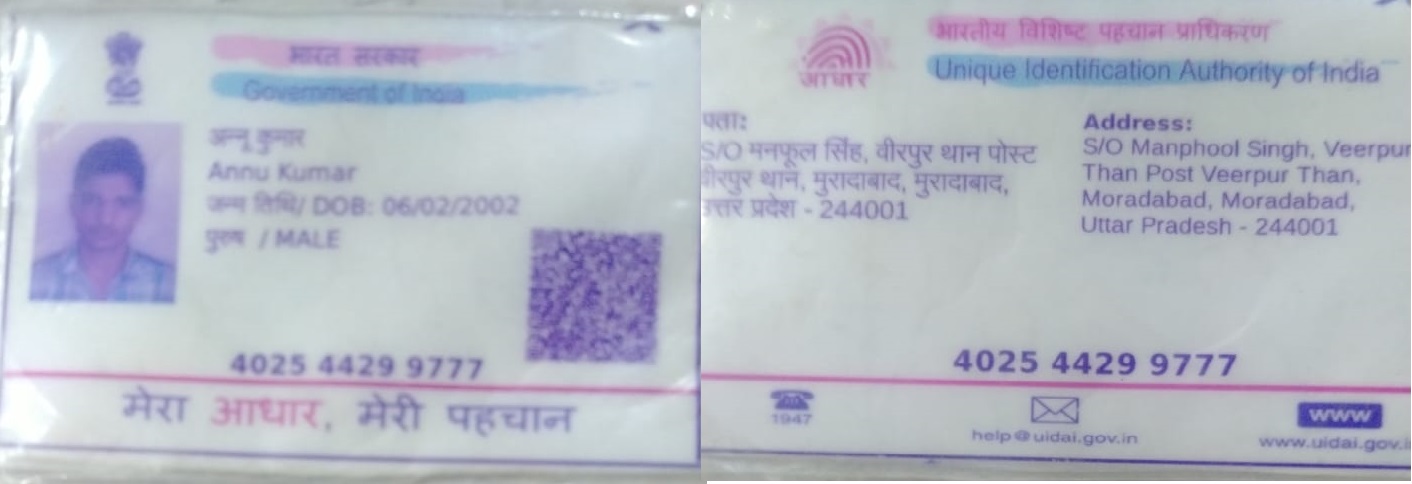 भारत सरकार
Government of India
अन्नू कुमार
Annu Kumar
जन्म तिथि/ DOB: 06/02/2002
पुरुष / MALE
4025 4429 9777
मेरा आधार, मेरी पहचान
आधार
भारतीय विशिष्ट पहचान प्राधिकरण
Unique Identification Authority of India
पता:
S/O मनफूल सिंह, वीरपुर थान पोस्ट
वीरपुर थान, मुरादाबाद, मुरादाबाद,
उत्तर प्रदेश - 244001
Address:
S/O Manphool Singh, Veerpur
Than Post Veerpur Than,
Moradabad, Moradabad,
Uttar Pradesh - 244001
4025 4429 9777
1947
help@uidai.gov.in
www
www.uidai.gov.i